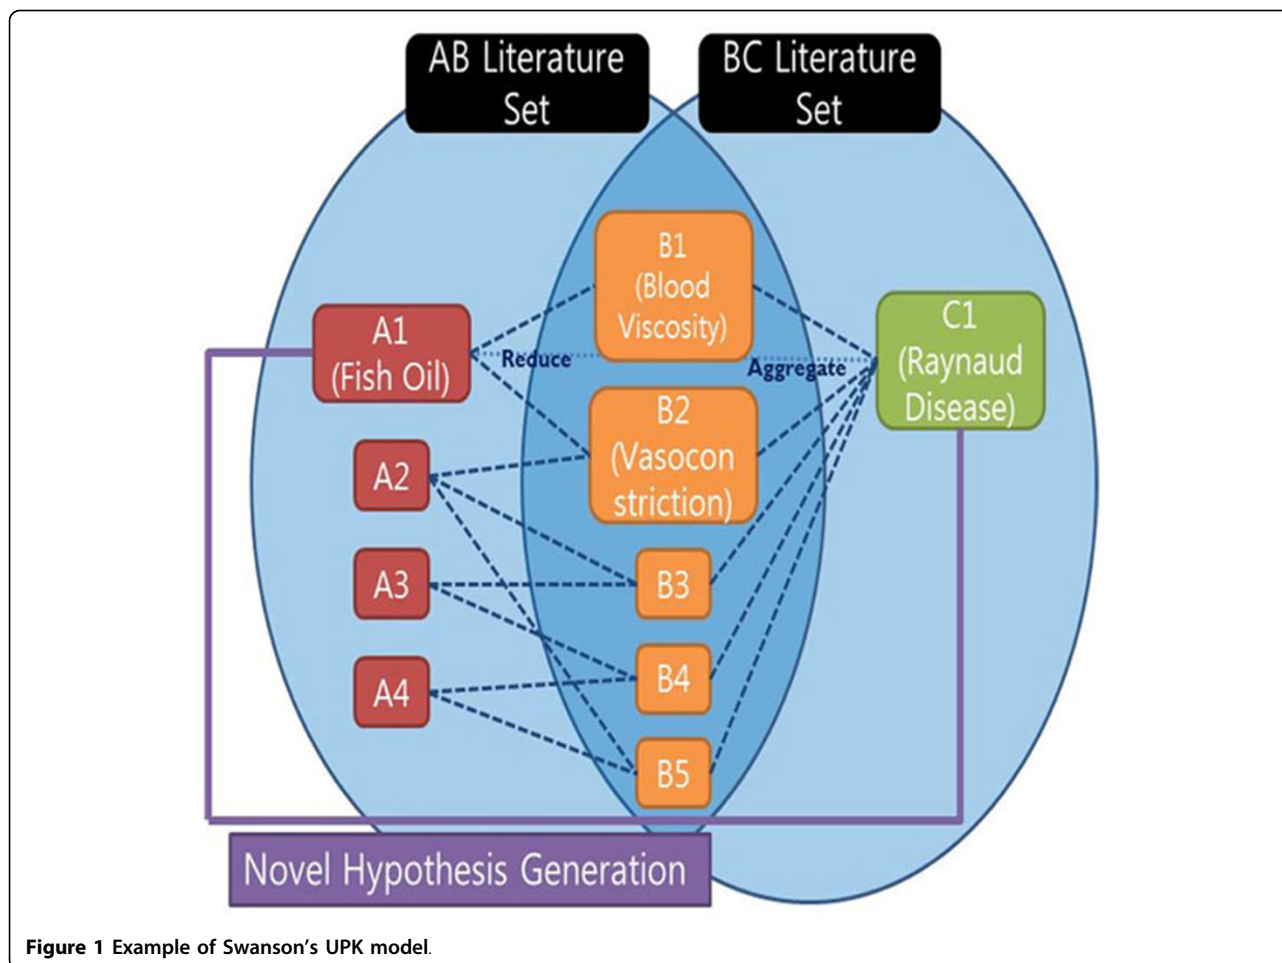 AB Literature
Set
BC Literature
Set
B1
(Blood
Viscosity)
A1
(Fish Oil)
C1
(Raynaud
Disease)
Reduce
Aggregate
B2
(Vasocon
striction)
A2
A3
B3
A4
B4
B5
Novel Hypothesis Generation
Figure 1 Example of Swanson's UPK model.